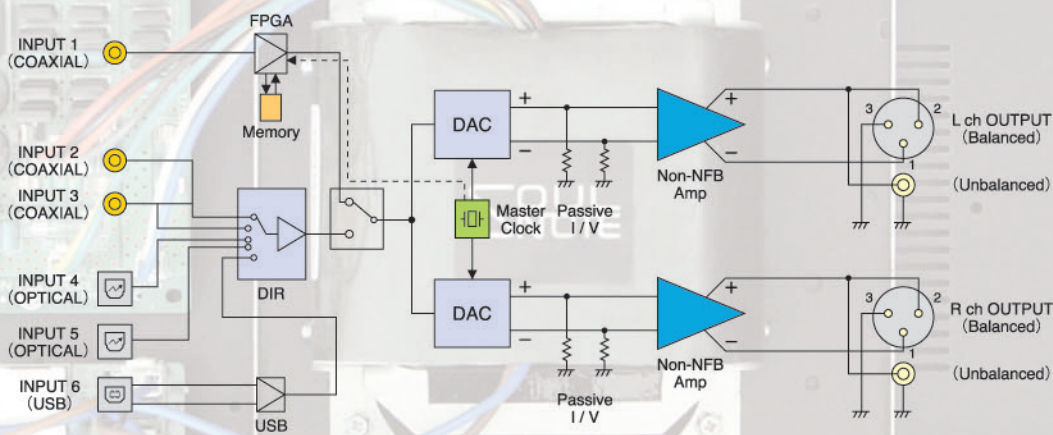 FPGA
INPUT 1
(COAXIAL)
Memory
INPUT 2
(COAXIAL)
INPUT 3
(COAXIAL)
INPUT 4
(OPTICAL)
INPUT 5
(OPTICAL)
INPUT 6
(USB)
DIR
USB
DAC
+
−
Master
Clock
Passive
I / V
Non-NFB
Amp
+
−
3
2
1
L ch OUTPUT
(Balanced)
(Unbalanced)
DAC
+
−
Passive
I / V
Non-NFB
Amp
+
−
3
2
1
R ch OUTPUT
(Balanced)
(Unbalanced)